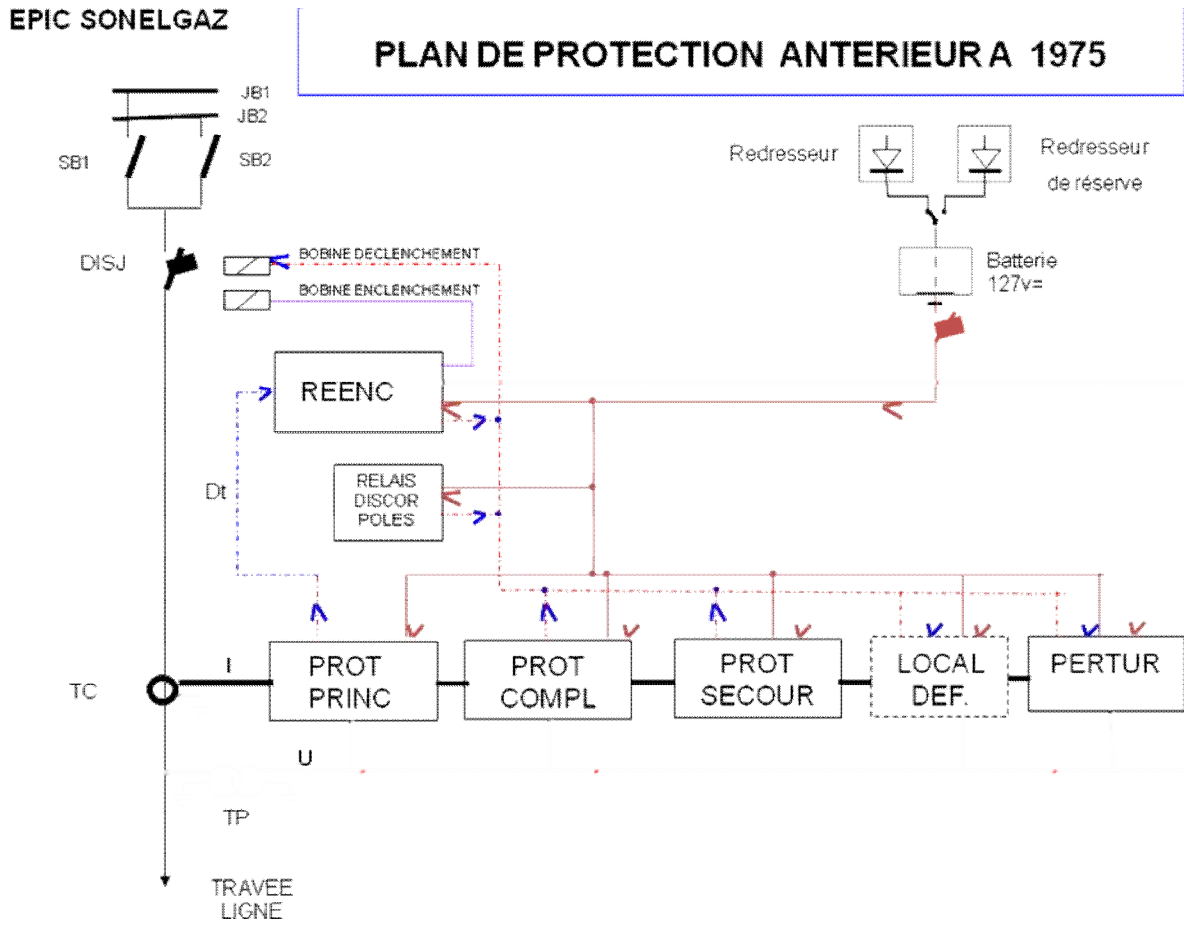 EPIC SONELGAZ
PLAN DE PROTECTION ANTERIEUR A 1975
JB1
JB2
SB1
SB2
Redresseur
Redresseur
de réserve
DISJ
BOBINE DECLENCHEMENT
BOBINE ENCLENCHEMENT
Batterie
127v=
REENC
Dt
RELAIS
DISCOR
POLES
TC
I
PROT
PRINC
PROT
COMPL
PROT
SECOUR
LOCAL
DEF.
PERTUR
U
TP
TRAVEE
LIGNE